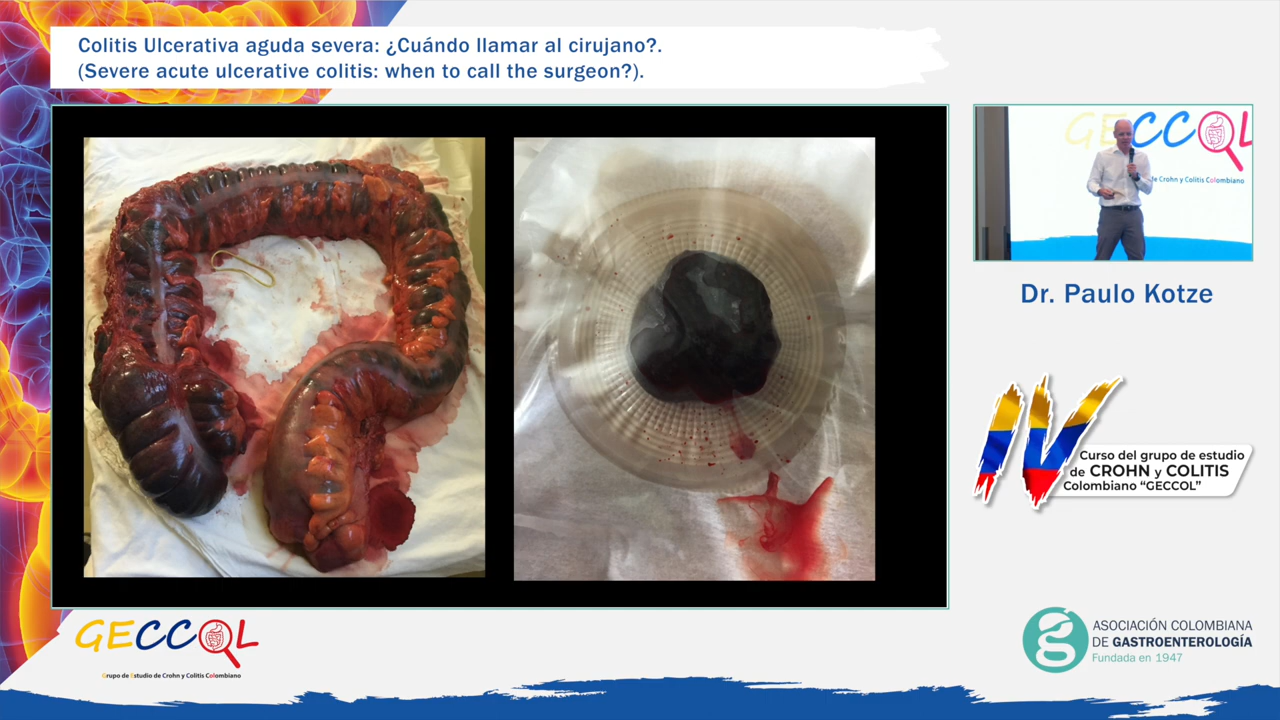 Colitis Ulcerativa aguda severa: ¿Cuándo llamar al cirujano?.
(Severe acute ulcerative colitis: when to call the surgeon?).
GECCOL
de Crohn y Colitis Colombiano
Dr. Paulo Kotze
IV
Curso del grupo de estudio
de CROHN y COLITIS
Colombiano “GECCOL”
GECCOL
Grupo de Estudio de Crohn y Colitis Colombiano
ASOCIACIÓN COLOMBIANA
DE GASTROENTEROLOGÍA
Fundada en 1947